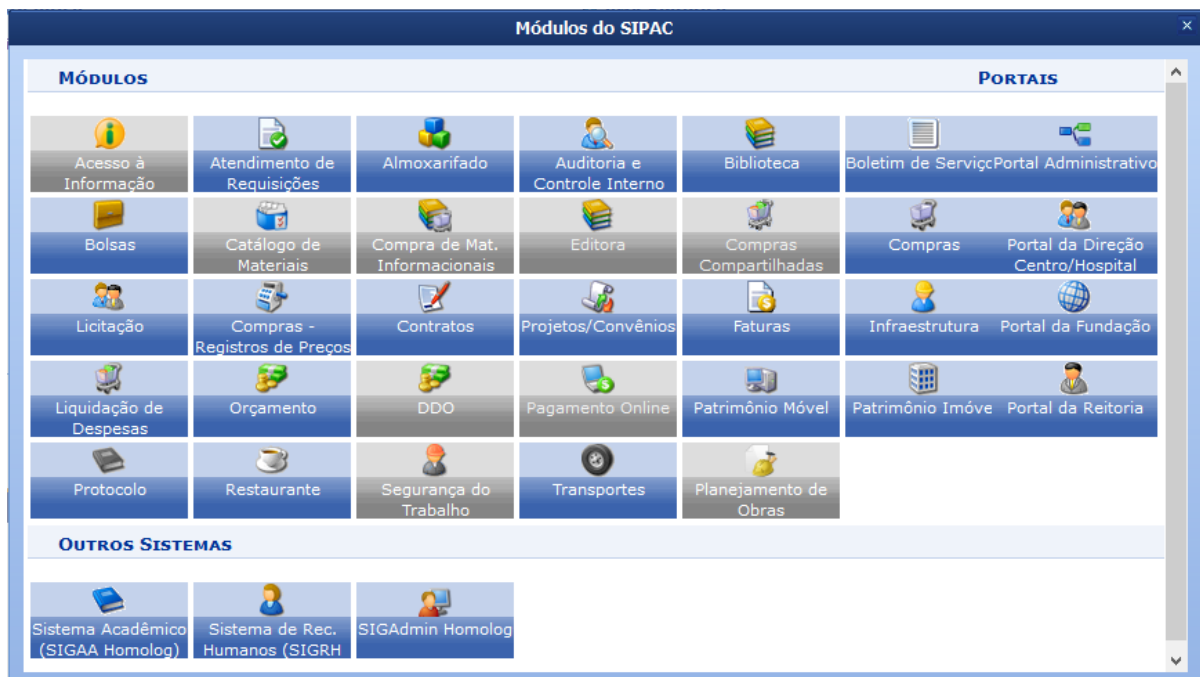 Módulos do SIPAC
MÓDULOS
PORTAIS
Acesso à
Informação
Atendimento de
Requisições
Almoxarifado
Auditoria e
Controle Interno
Biblioteca
Boletim de Serviço
Portal Administrativo
Bolsas
Catálogo de
Materiais
Compra de Mat.
Informacionais
Editora
Compras
Compartilhadas
Compras
Portal da Direção
Centro/Hospital
Licitação
Compras -
Registros de Preços
Contratos
Projetos/Convênios
Faturas
Infraestrutura
Portal da Fundação
Liquidação de
Despesas
Orçamento
DDO
Pagamento Online
Patrimônio Móvel
Patrimônio Imóve
Portal da Reitoria
Protocolo
Restaurante
Segurança do
Trabalho
Transportes
Planejamento de
Obras
OUTROS SISTEMAS
Sistema Acadêmico
(SIGAA Homolog)
Sistema de Rec.
Humanos (SIGRH
SIGAdmin Homolog